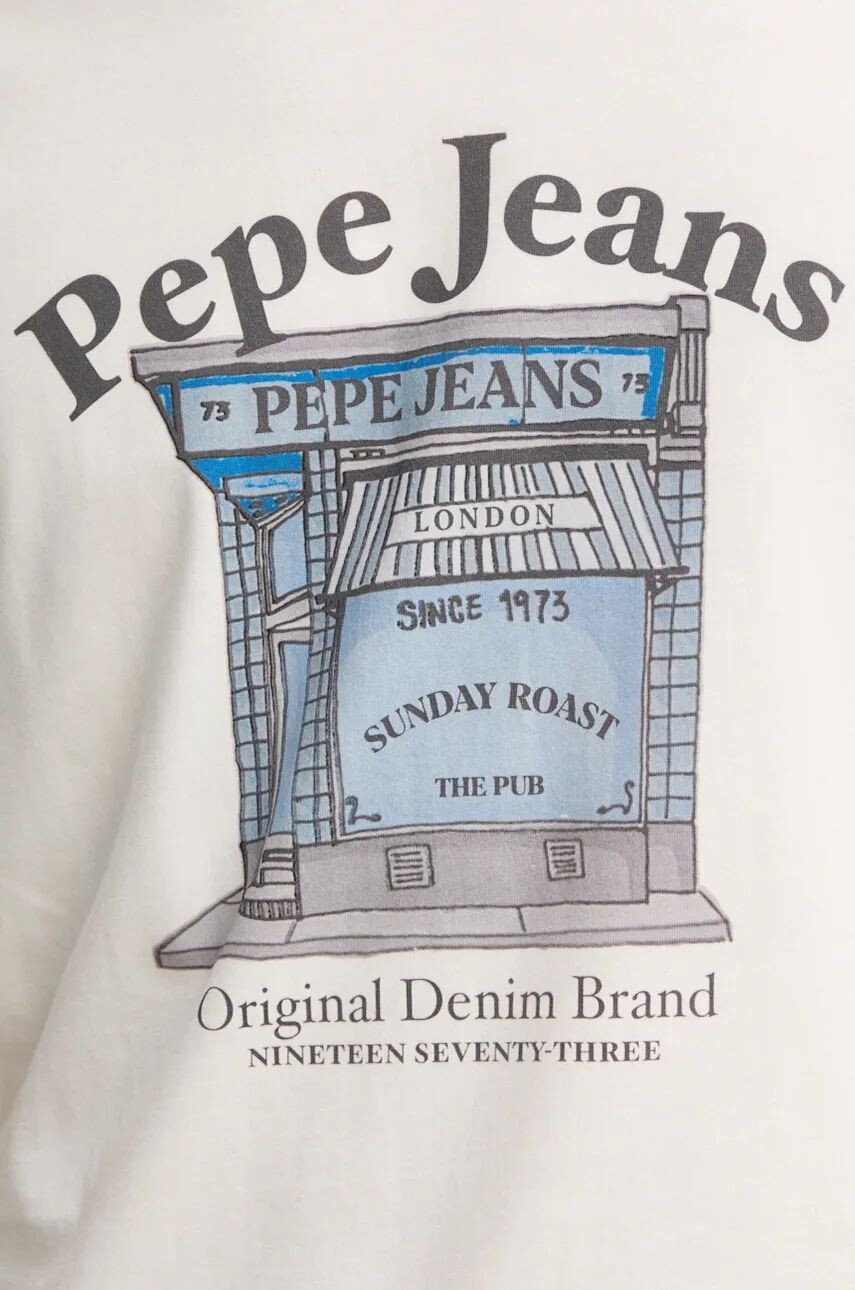 Pepe Jeans
73 PEPE JEANS 73
LONDON
SINCE 1973
SUNDAY ROAST
THE PUB
Original Denim Brand
NINETEEN SEVENTY-THREE